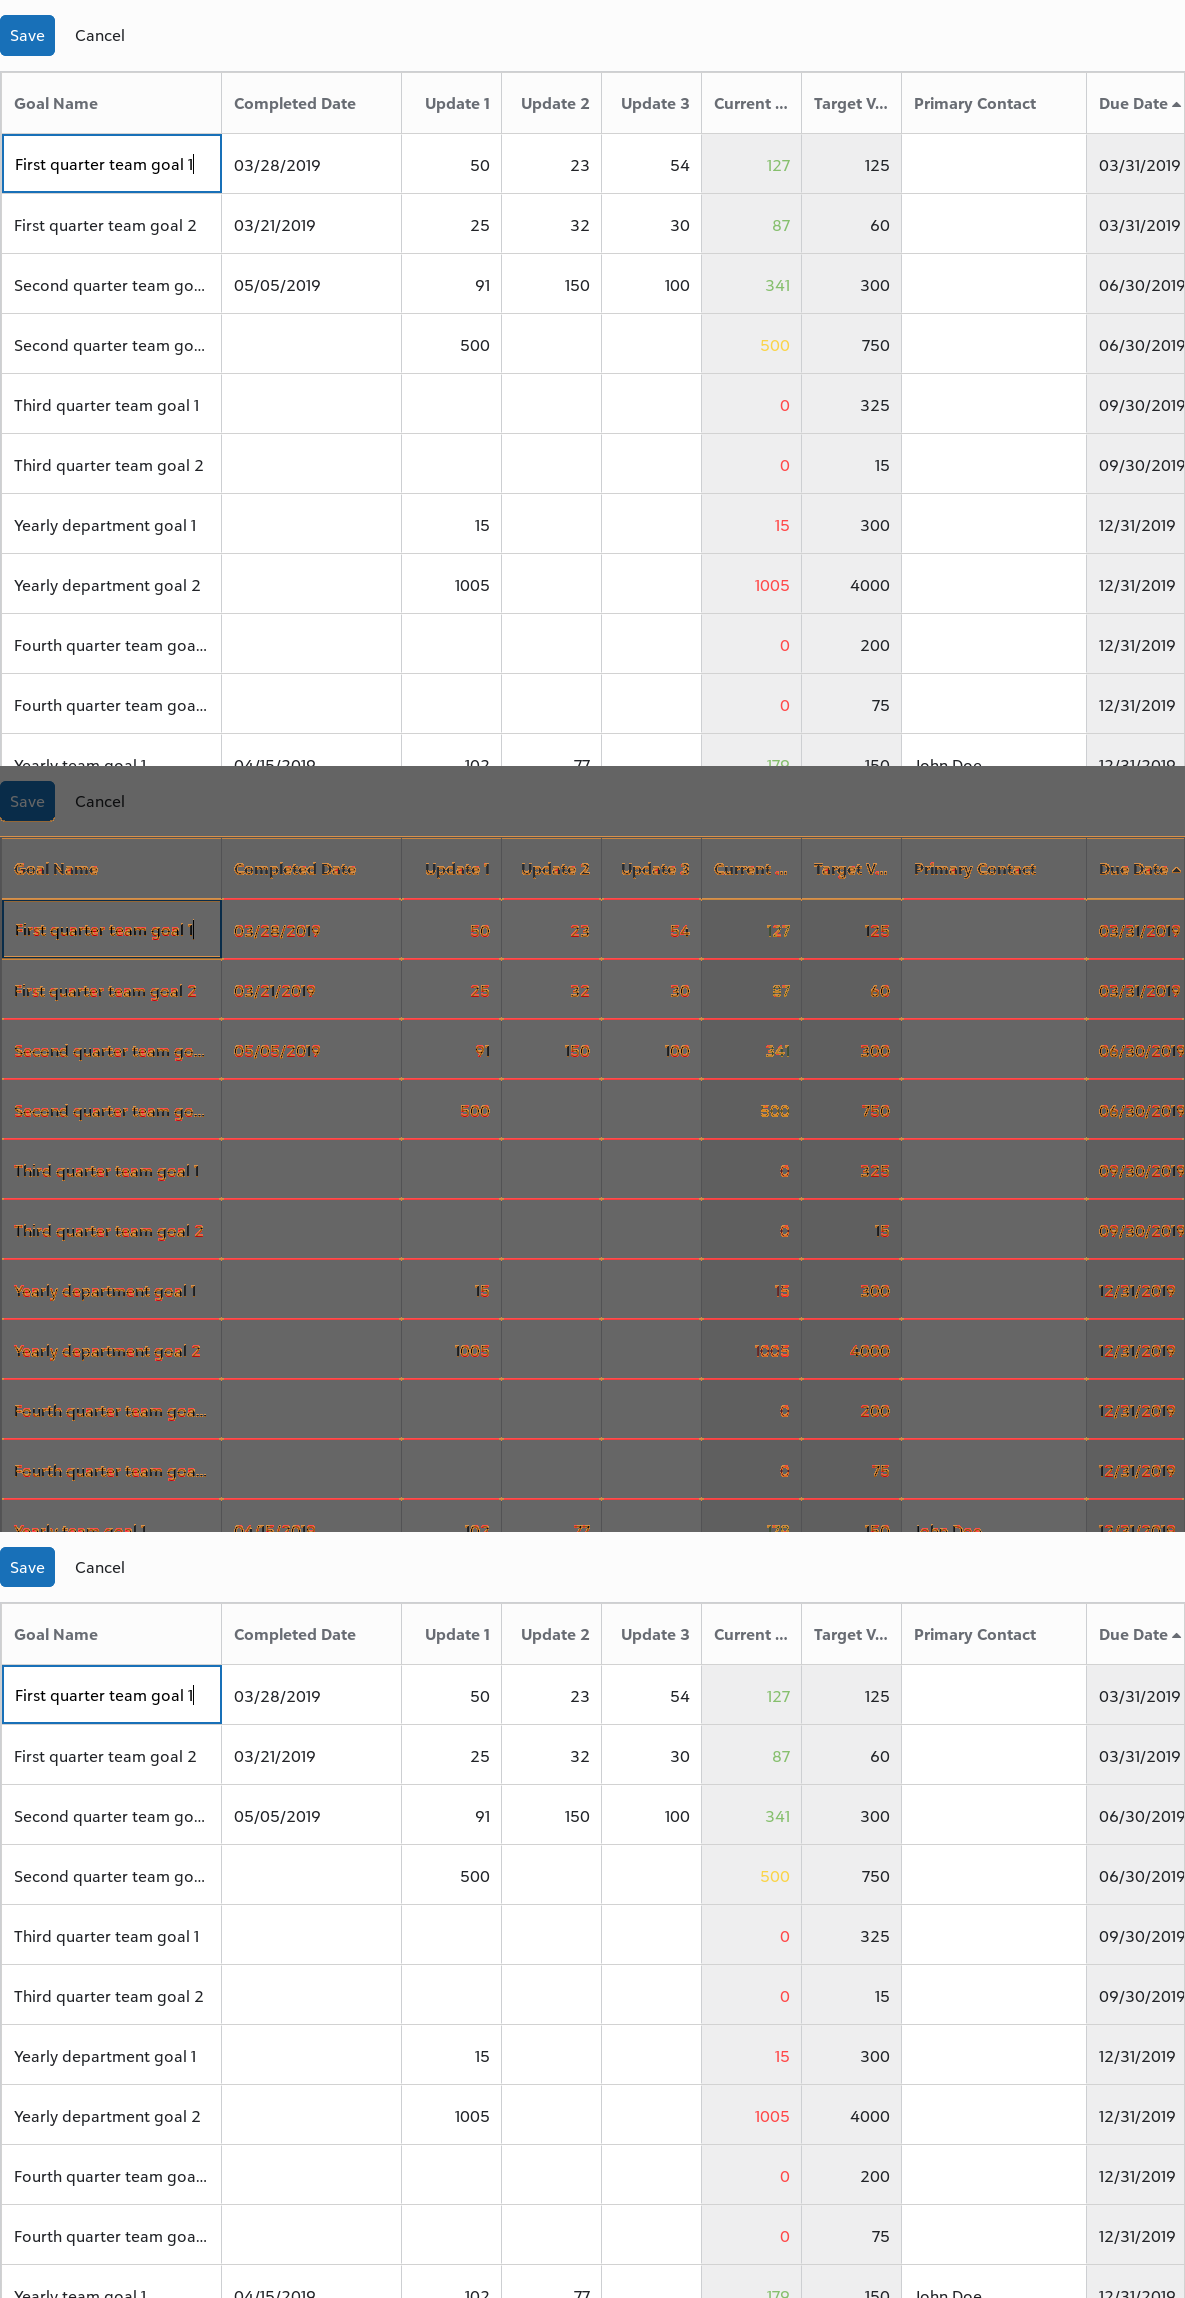 Save Cancel
Goal Name Completed Date Update 1 Update 2 Update 3 Current ... Target V... Primary Contact Due Date
First quarter team goal 1 03/28/2019 50 23 54 127 125 03/31/2019
First quarter team goal 2 03/21/2019 25 32 30 87 60 03/31/2019
Second quarter team go... 05/05/2019 91 150 100 341 300 06/30/2019
Second quarter team go... 500 500 750 06/30/2019
Third quarter team goal 1 0 325 09/30/2019
Third quarter team goal 2 0 15 09/30/2019
Yearly department goal 1 15 15 300 12/31/2019
Yearly department goal 2 1005 1005 4000 12/31/2019
Fourth quarter team goa... 0 200 12/31/2019
Fourth quarter team goa... 0 75 12/31/2019
Yearly team goal 1 04/15/2019 102 77 179 150 John Doe 12/31/2019
Save Cancel
Goal Name Completed Date Update 1 Update 2 Update 3 Current ... Target V... Primary Contact Due Date
First quarter team goal 1 03/28/2019 50 23 54 127 125 03/31/2019
First quarter team goal 2 03/21/2019 25 32 30 87 60 03/31/2019
Second quarter team go... 05/05/2019 91 150 100 341 300 06/30/2019
Second quarter team go... 500 500 750 06/30/2019
Third quarter team goal 1 0 325 09/30/2019
Third quarter team goal 2 0 15 09/30/2019
Yearly department goal 1 15 15 300 12/31/2019
Yearly department goal 2 1005 1005 4000 12/31/2019
Fourth quarter team goa... 0 200 12/31/2019
Fourth quarter team goa... 0 75 12/31/2019
Yearly team goal 1 04/15/2019 102 77 179 150 John Doe 12/31/2019
Save Cancel
Goal Name Completed Date Update 1 Update 2 Update 3 Current ... Target V... Primary Contact Due Date
First quarter team goal 1 03/28/2019 50 23 54 127 125 03/31/2019
First quarter team goal 2 03/21/2019 25 32 30 87 60 03/31/2019
Second quarter team go... 05/05/2019 91 150 100 341 300 06/30/2019
Second quarter team go... 500 500 750 06/30/2019
Third quarter team goal 1 0 325 09/30/2019
Third quarter team goal 2 0 15 09/30/2019
Yearly department goal 1 15 15 300 12/31/2019
Yearly department goal 2 1005 1005 4000 12/31/2019
Fourth quarter team goa... 0 200 12/31/2019
Fourth quarter team goa... 0 75 12/31/2019
Yearly team goal 1 04/15/2019 102 77 179 150 John Doe 12/31/2019